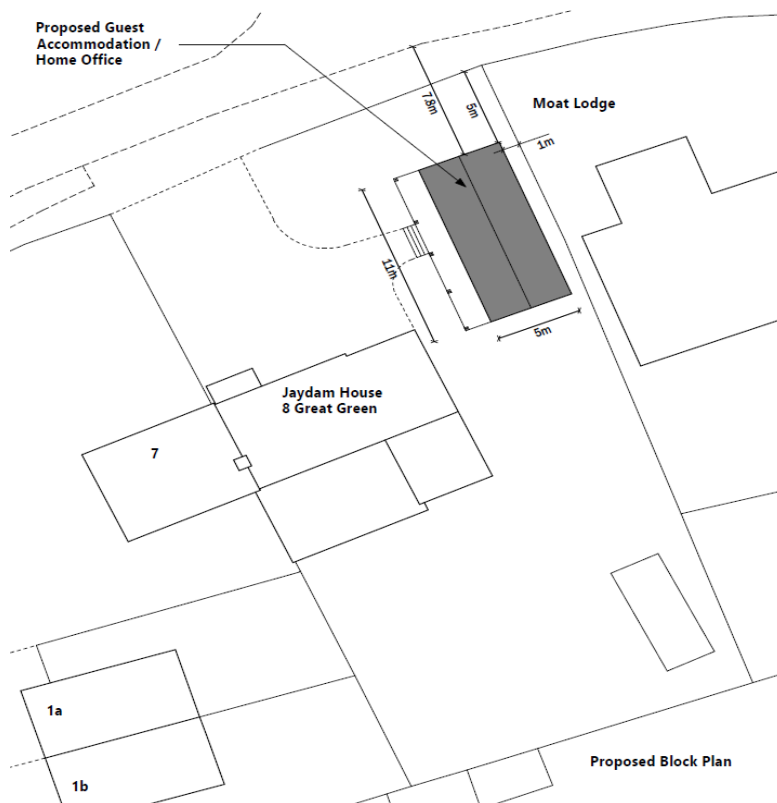 Proposed Guest
Accommodation /
Home Office
7.8m
5m
Moat Lodge
1m
11m
5m
Jaydam House
8 Great Green
7
1a
1b
Proposed Block Plan